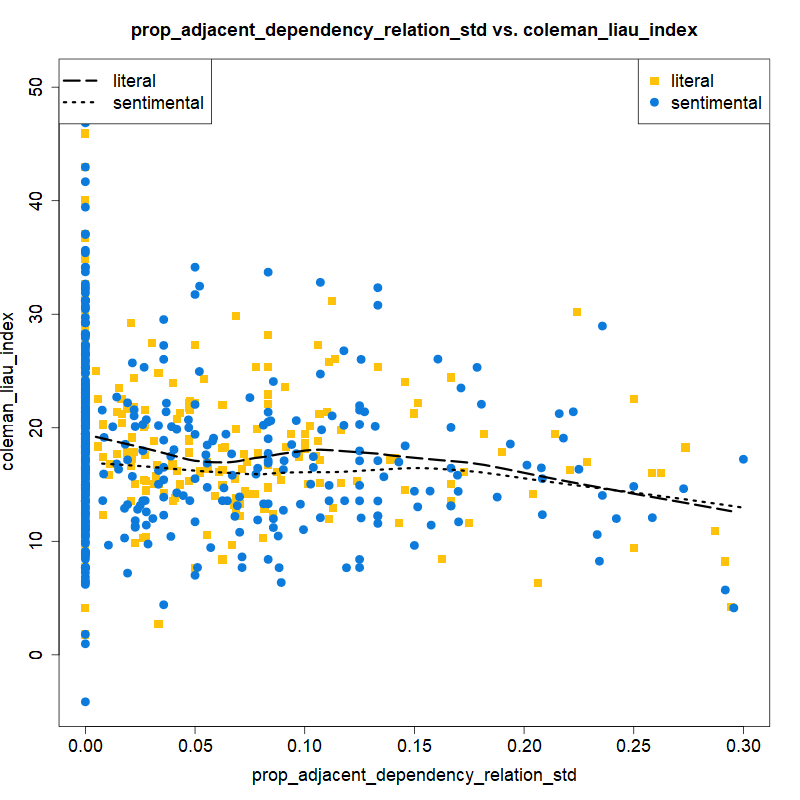 prop_adjacent_dependency_relation_std vs. coleman_liau_index
literal
sentimental
literal
sentimental
coleman_liau_index
50
40
30
20
10
0
0.00 0.05 0.10 0.15 0.20 0.25 0.30
prop_adjacent_dependency_relation_std